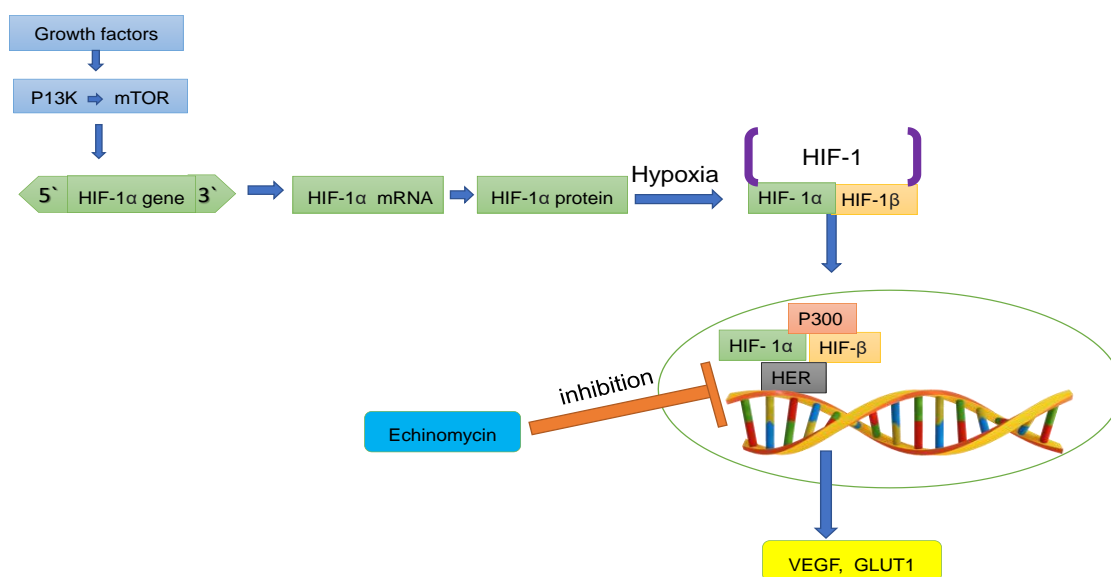 Growth factors
P13K mTOR
5` HIF-1α gene 3`
HIF-1α mRNA
HIF-1α protein
Hypoxia
HIF-1
HIF- 1α
HIF-1β
P300
HIF- 1α
HIF-β
HER
inhibition
Echinomycin
VEGF, GLUT1